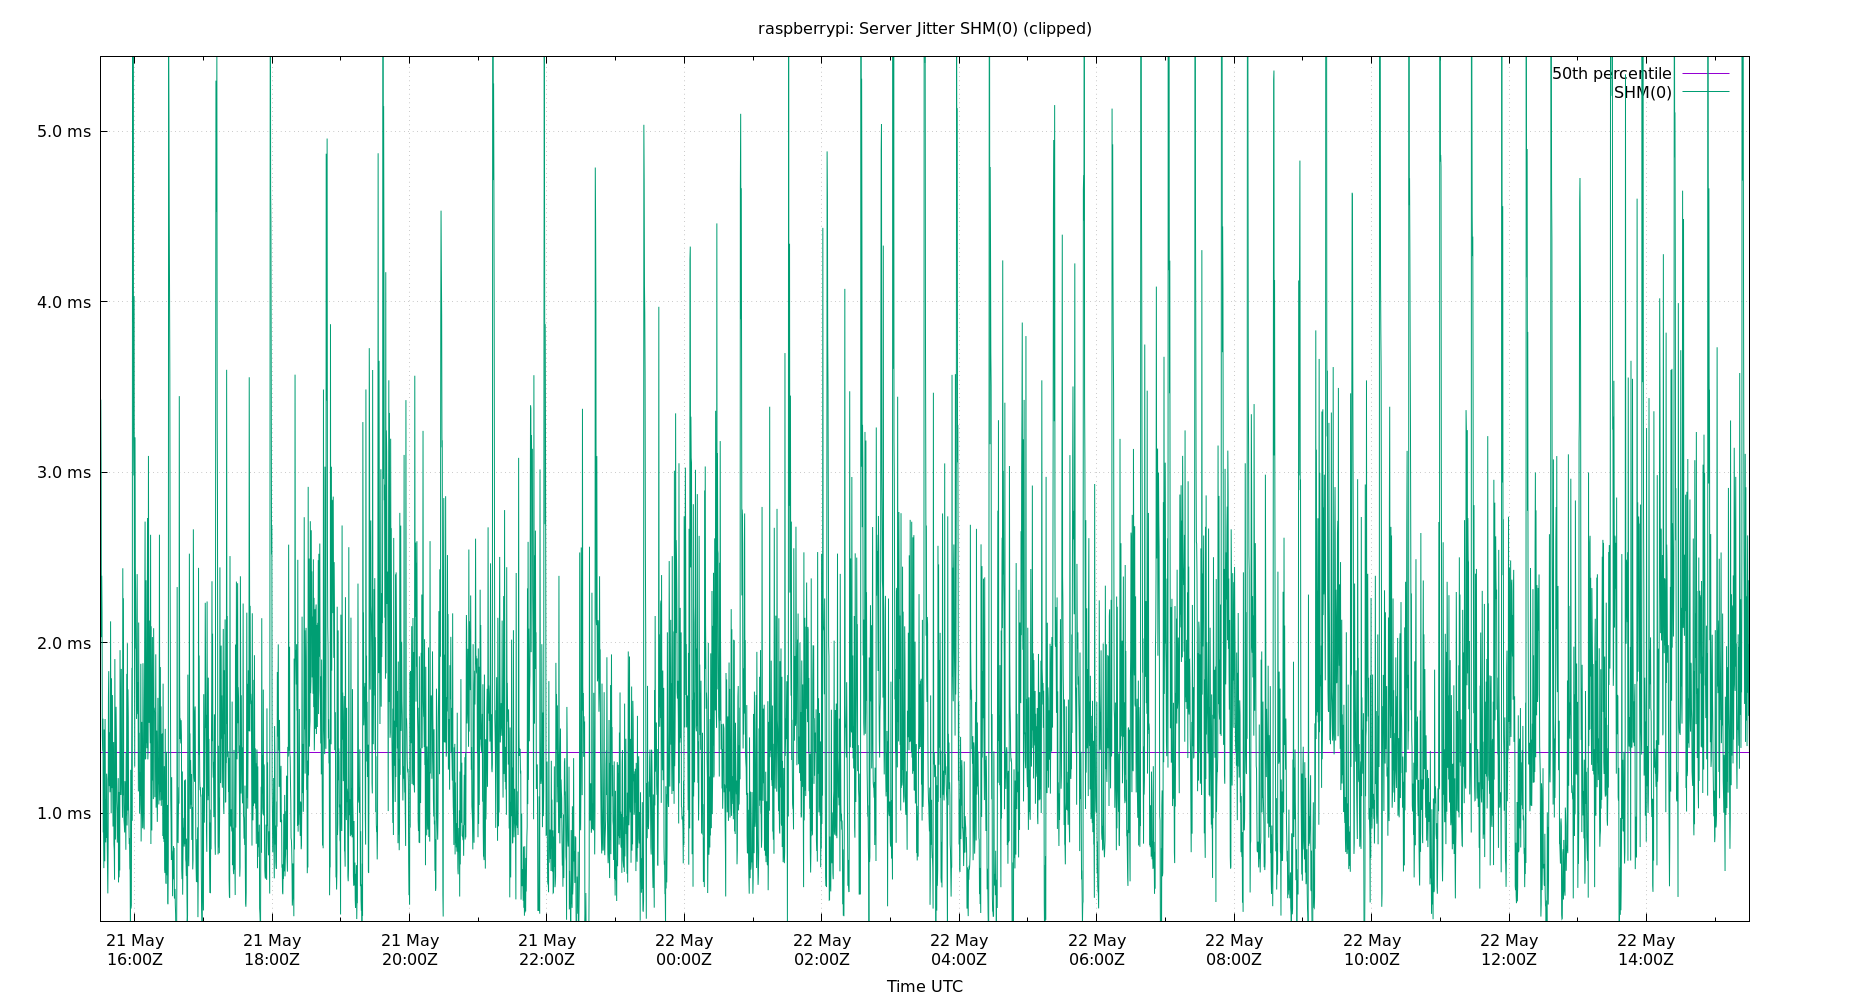 raspberrypi: Server Jitter SHM(0) (clipped)
50th percentile
SHM(0)
5.0 ms
4.0 ms
3.0 ms
2.0 ms
1.0 ms
21 May 21 May 21 May 21 May 22 May 22 May 22 May 22 May 22 May 22 May 22 May 22 May
16:00Z 18:00Z 20:00Z 22:00Z 00:00Z 02:00Z 04:00Z 06:00Z 08:00Z 10:00Z 12:00Z 14:00Z
Time UTC